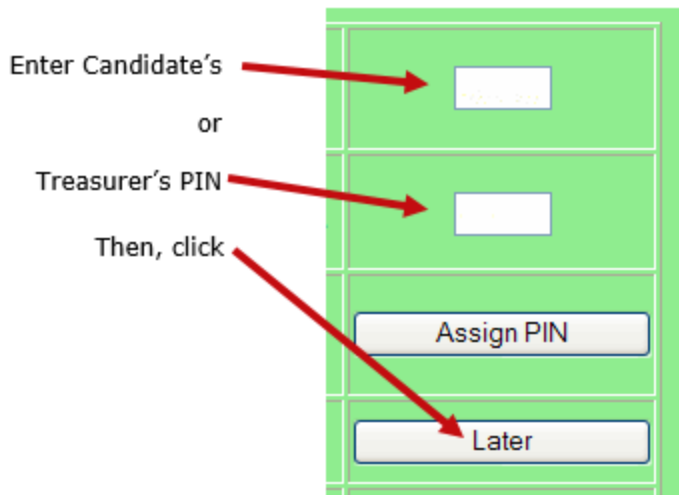 Enter Candidate's
or
Treasurer's PIN
Then, click
Assign PIN
Later